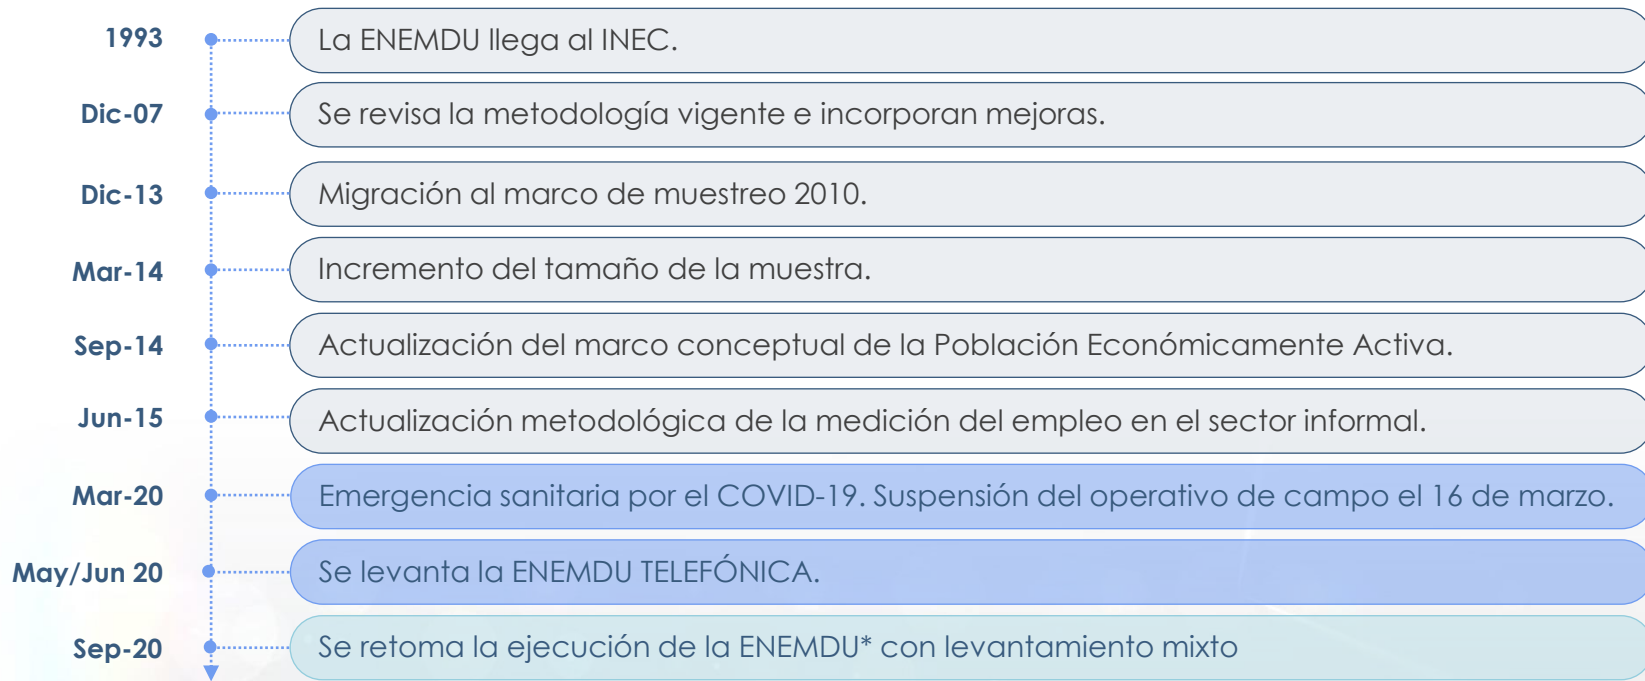 1993 La ENEMDU llega al INEC.
Dic-07 Se revisa la metodología vigente e incorporan mejoras.
Dic-13 Migración al marco de muestreo 2010.
Mar-14 Incremento del tamaño de la muestra.
Sep-14 Actualización del marco conceptual de la Población Económicamente Activa.
Jun-15 Actualización metodológica de la medición del empleo en el sector informal.
Mar-20 Emergencia sanitaria por el COVID-19. Suspensión del operativo de campo el 16 de marzo.
May/Jun 20 Se levanta la ENEMDU TELEFÓNICA.
Sep-20 Se retoma la ejecución de la ENEMDU* con levantamiento mixto